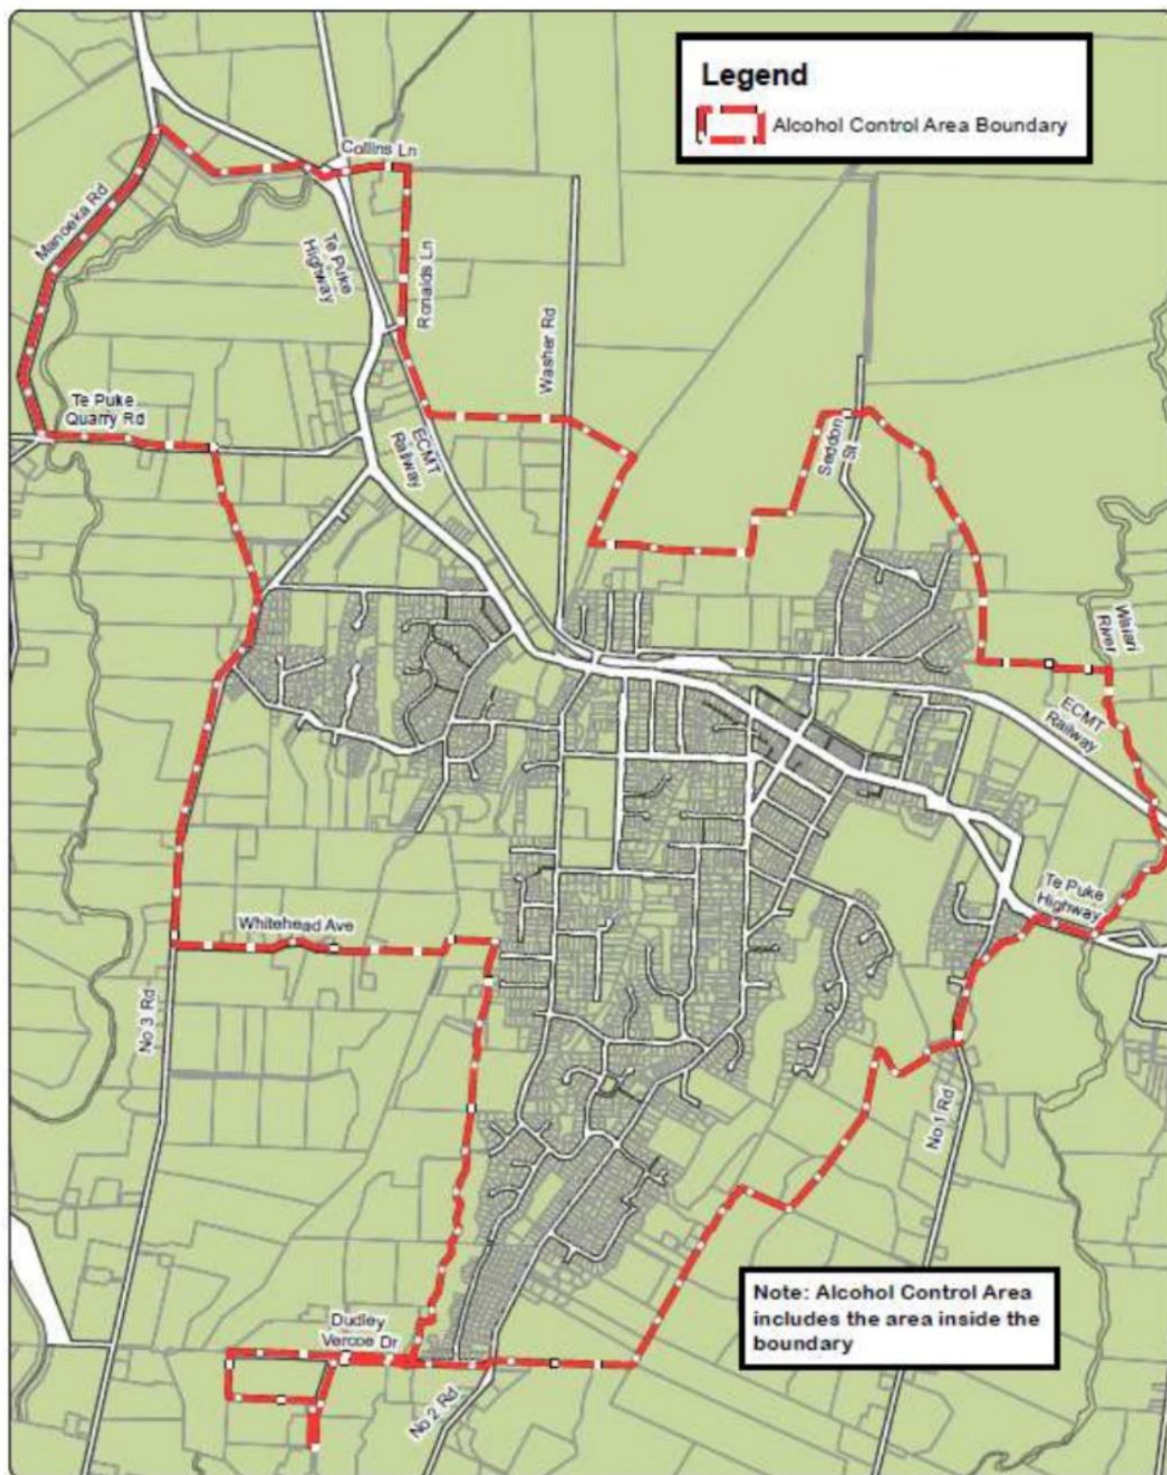 Legend
Alcohol Control Area Boundary
Collins Ln
Manoeka Rd
Te Puke
Highway
Ronalds Ln
Washer Rd
Te Puke
Quarry Rd
ECMT
Railway
Seddon
St
Waiari
River
ECMT
Railway
Te Puke
Highway
Whitehead Ave
No 3 Rd
No 1 Rd
Note: Alcohol Control Area
includes the area inside the
boundary
Dudley
Vercoe Dr
No 2 Rd